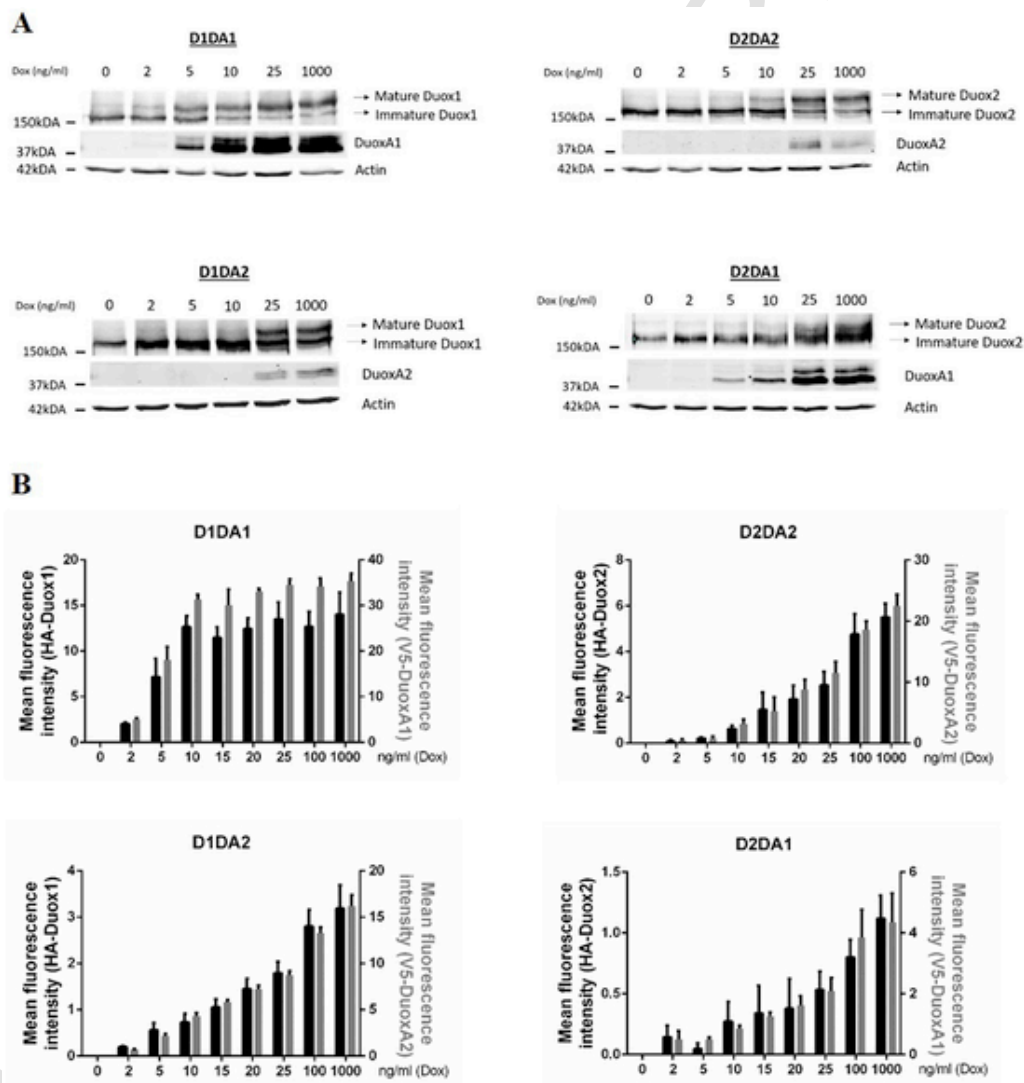 A
D1DA1
Dox (ng/ml) 0 2 5 10 25 1000
Mature Duox1
Immature Duox1
150kDA
DuoxA1
37kDA
42kDA
Actin
D2DA2
Dox (ng/ml) 0 2 5 10 25 1000
Mature Duox2
Immature Duox2
150kDA
DuoxA2
37kDA
42kDA
Actin
D1DA2
Dox (ng/ml) 0 2 5 10 25 1000
Mature Duox1
Immature Duox1
150kDA
DuoxA2
37kDA
42kDA
Actin
D2DA1
Dox (ng/ml) 0 2 5 10 25 1000
Mature Duox2
Immature Duox2
150kDA
DuoxA1
37kDA
42kDA
Actin
B
D1DA1
Mean fluorescence
intensity (HA-Duox1)
20
15
10
5
0
40
30
20
10
0
Mean fluorescence
intensity (V5-DuoxA1)
0 2 5 10 15 20 25 100 1000 ng/ml (Dox)
D2DA2
Mean fluorescence
intensity (HA-Duox2)
8
6
4
2
0
30
20
10
0
Mean fluorescence
intensity (V5-DuoxA2)
0 2 5 10 15 20 25 100 1000 ng/ml (Dox)
D1DA2
Mean fluorescence
intensity (HA-Duox1)
4
3
2
1
0
20
15
10
5
0
Mean fluorescence
intensity (V5-DuoxA2)
0 2 5 10 15 20 25 100 1000 ng/ml (Dox)
D2DA1
Mean fluorescence
intensity (HA-Duox2)
1.5
1.0
0.5
0.0
6
4
2
0
Mean fluorescence
intensity (V5-DuoxA1)
0 2 5 10 15 20 25 100 1000 ng/ml (Dox)